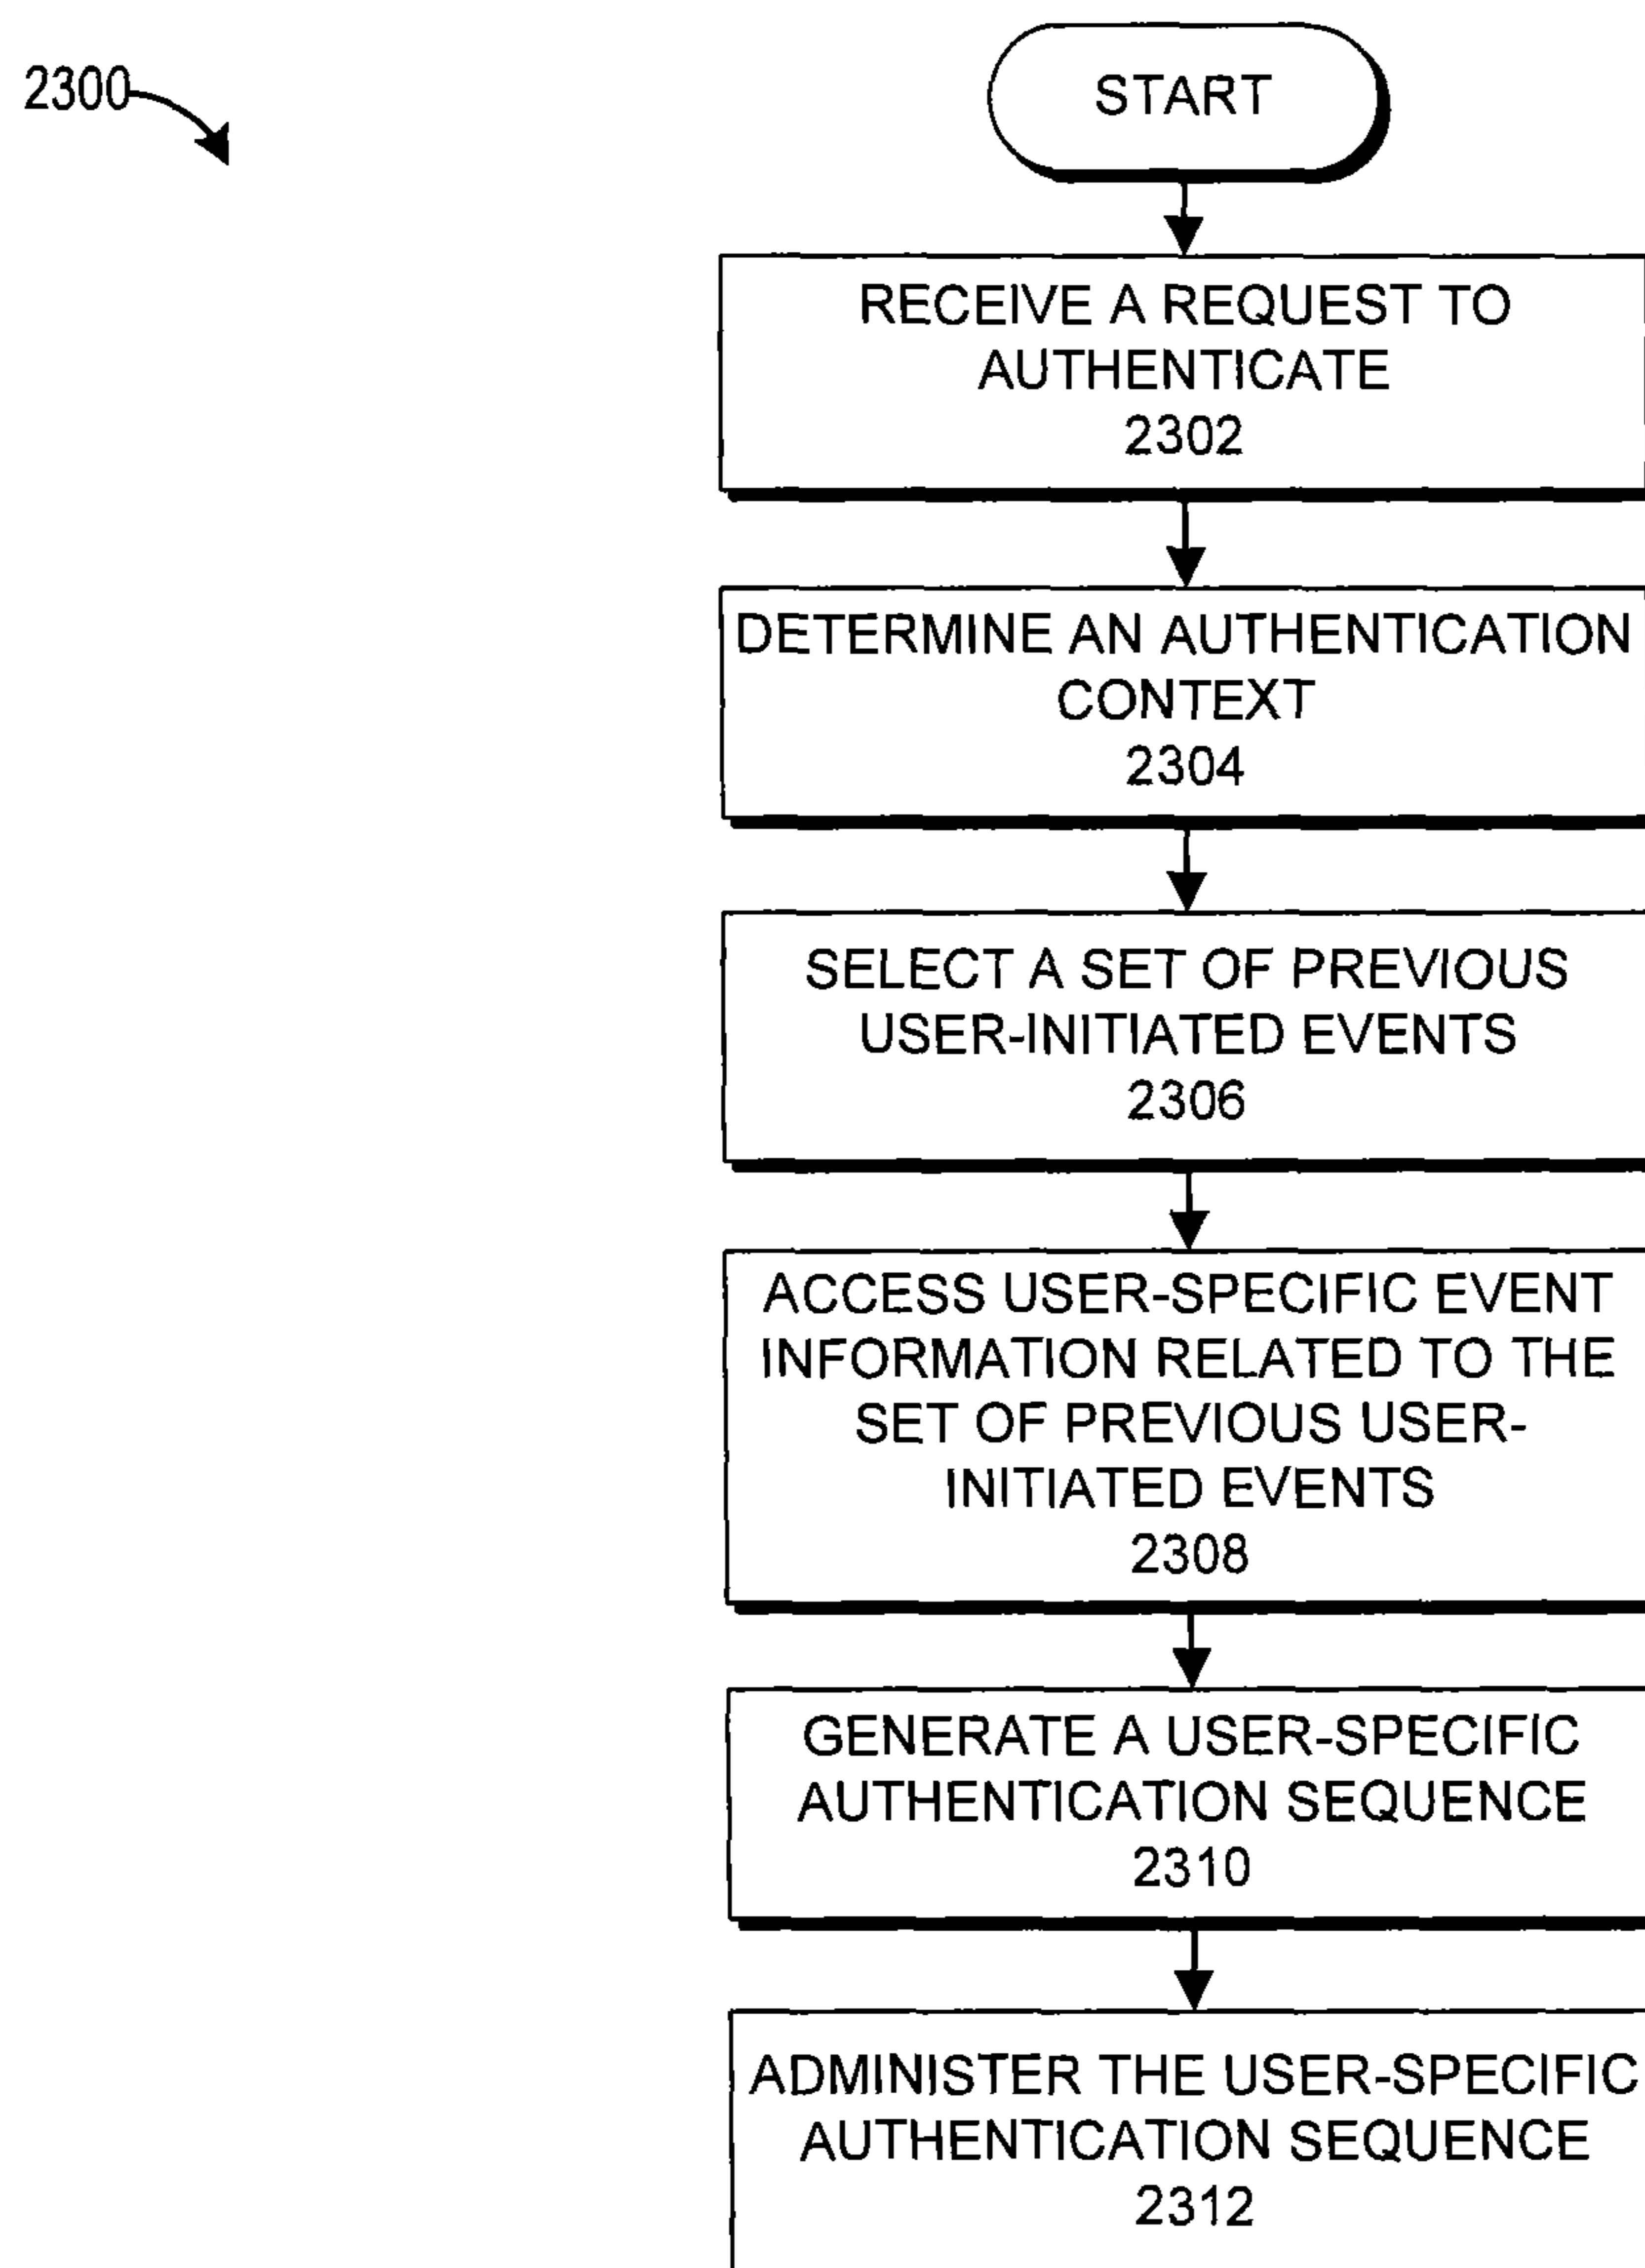 2300
START
RECEIVE A REQUEST TO
AUTHENTICATE
2302
DETERMINE AN AUTHENTICATION
CONTEXT
2304
SELECT A SET OF PREVIOUS
USER-INITIATED EVENTS
2306
ACCESS USER-SPECIFIC EVENT
INFORMATION RELATED TO THE
SET OF PREVIOUS USER-
INITIATED EVENTS
2308
GENERATE A USER-SPECIFIC
AUTHENTICATION SEQUENCE
2310
ADMINISTER THE USER-SPECIFIC
AUTHENTICATION SEQUENCE
2312